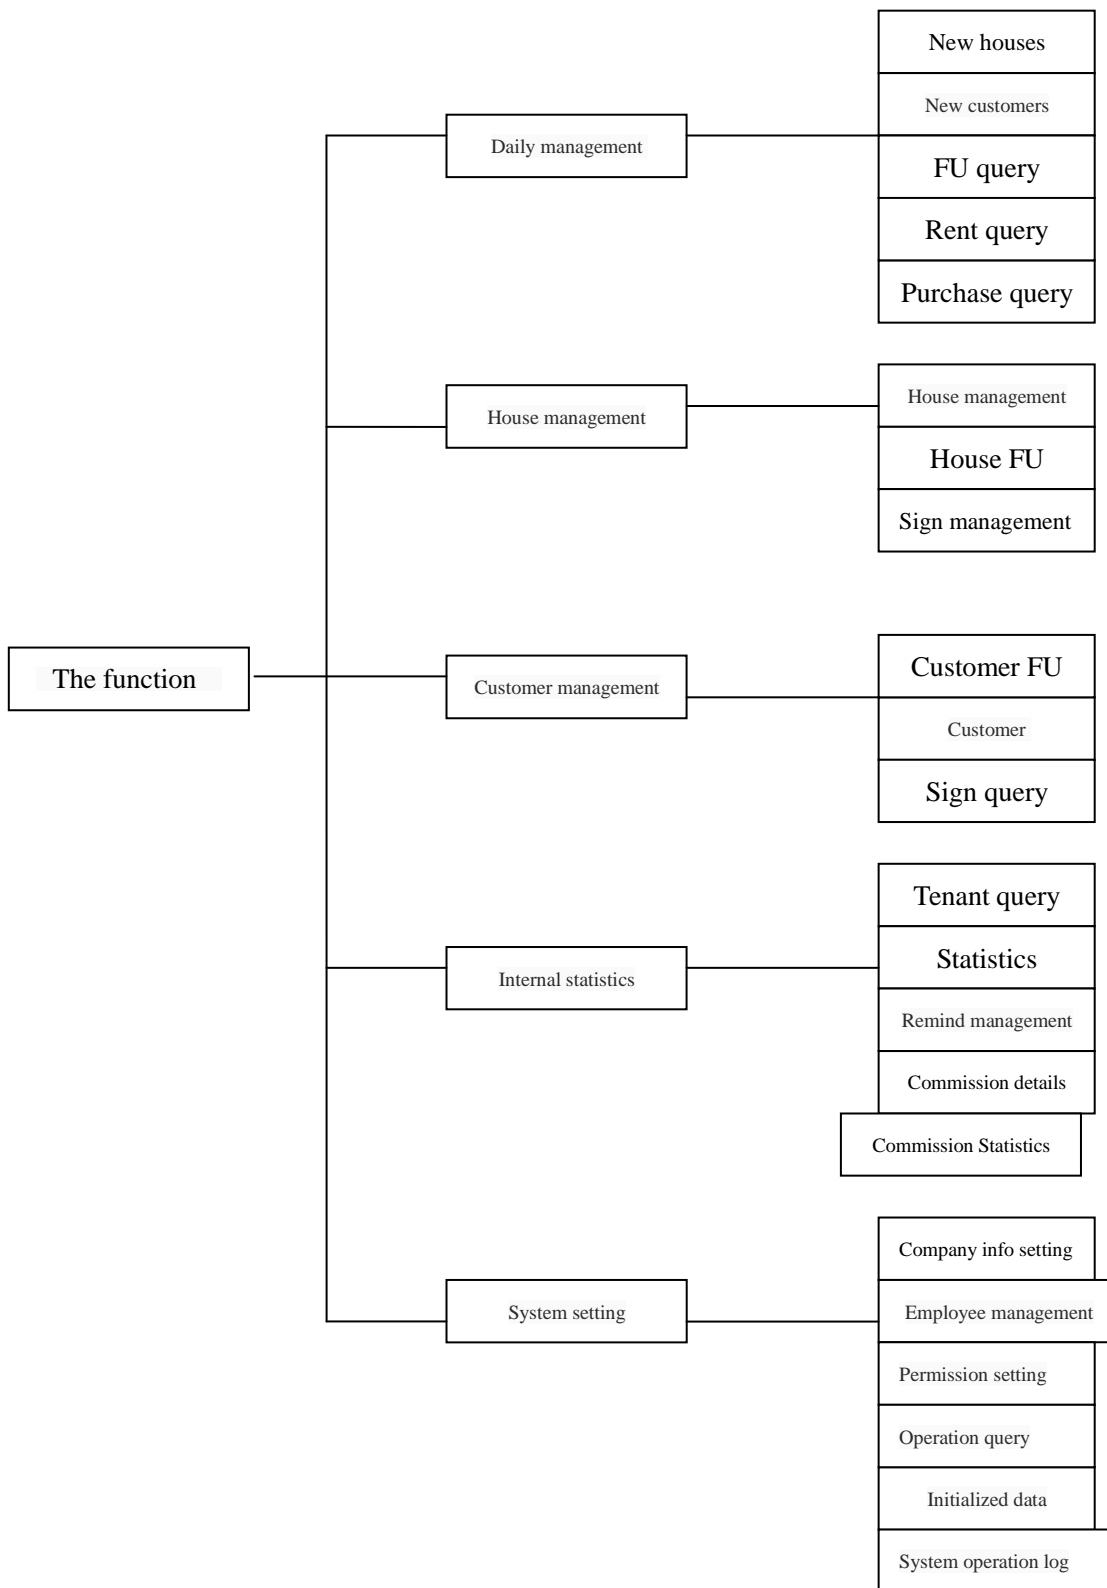 The function
Daily management
New houses
New customers
FU query
Rent query
Purchase query
House management
House management
House FU
Sign management
Customer management
Customer FU
Customer
Sign query
Internal statistics
Tenant query
Statistics
Remind management
Commission details
Commission Statistics
System setting
Company info setting
Employee management
Permission setting
Operation query
Initialized data
System operation log